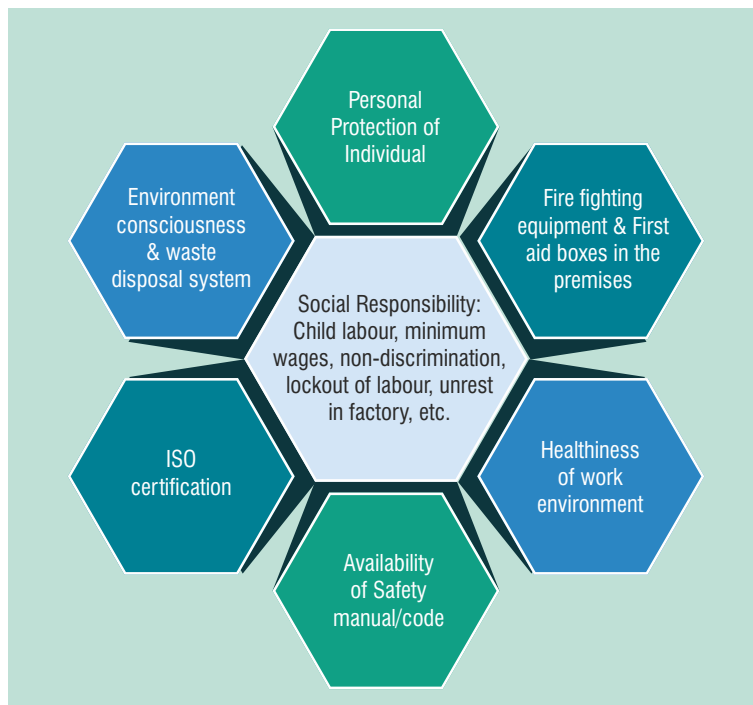 Personal
Protection of
Individual
Environment
consciousness
& waste
disposal system
Fire fighting
equipment & First
aid boxes in the
premises
Social Responsibility:
Child labour, minimum
wages, non-discrimination,
lockout of labour, unrest
in factory, etc.
ISO
certification
Healthiness
of work
environment
Availability
of Safety
manual/code